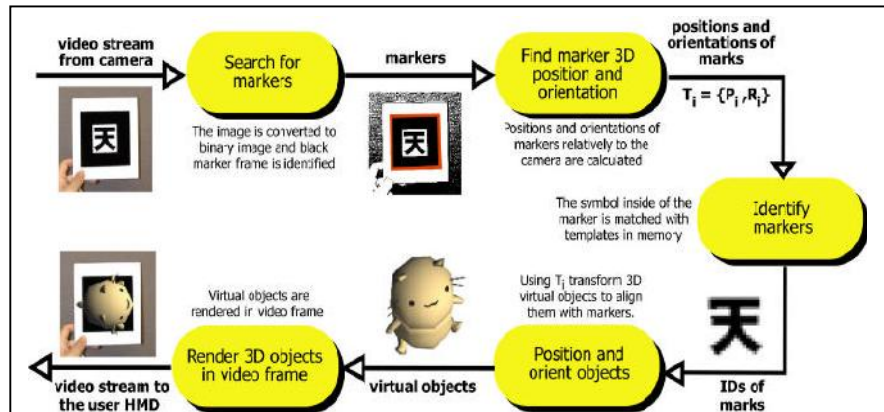 video stream
from camera
Search for
markers
The image is converted to
binary image and black
marker frame is identified
markers
Find marker 3D
position and
orientation
Positions and orientations of
markers relatively to the
camera are calculated
positions and
orientations of
marks
Tᵢ = {Pᵢ ,Rᵢ}
天
天
The symbol inside of the
marker is matched with
templates in memory
Identify
markers
天
IDs of
marks
Using Tᵢ transform 3D
virtual objects to align
them with markers.
Position and
orient objects
virtual objects
Virtual objects are
rendered in video frame
Render 3D objects
in video frame
video stream to
the user HMD